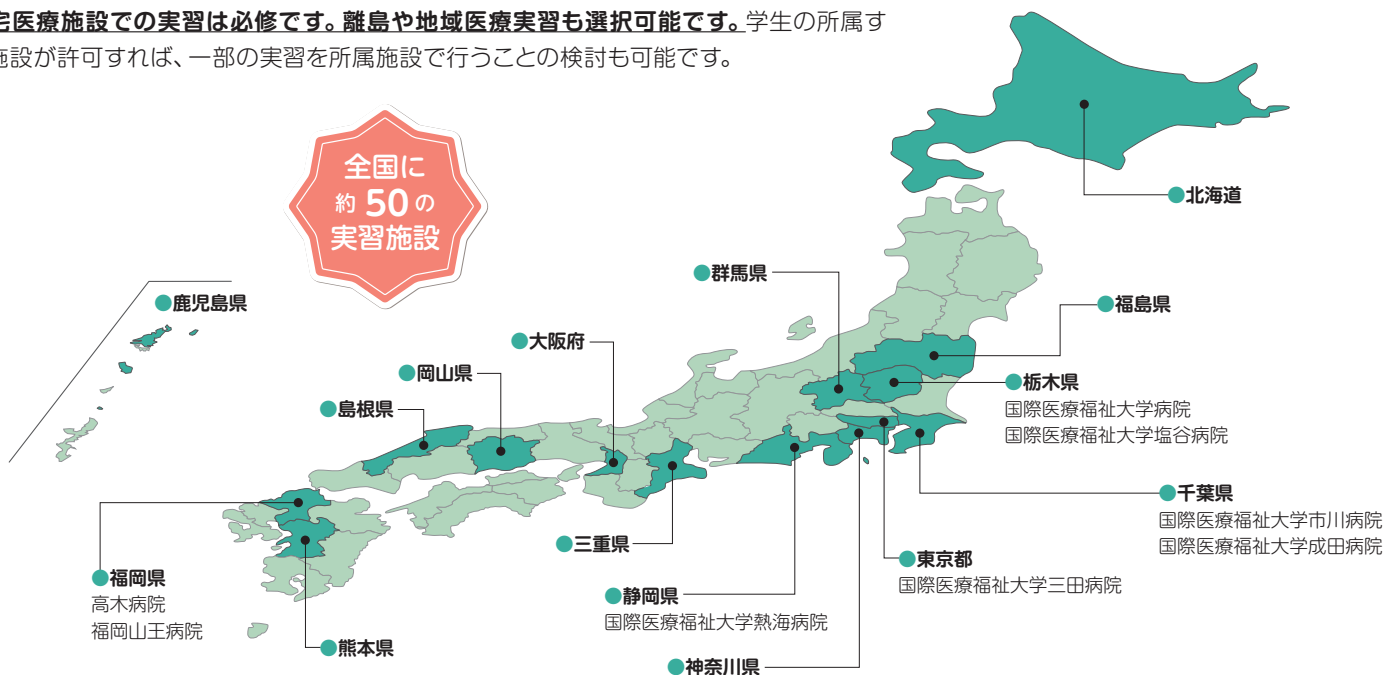 宅医療施設での実習は必修です。離島や地域医療実習も選択可能です。学生の所属す
施設が許可すれば、一部の実習を所属施設で行うことの検討も可能です。
全国に
約50の
実習施設
●北海道
●鹿児島県
●群馬県
●福島県
●大阪府
●岡山県
●栃木県
国際医療福祉大学病院
国際医療福祉大学塩谷病院
●島根県
●千葉県
国際医療福祉大学市川病院
国際医療福祉大学成田病院
●三重県
●東京都
国際医療福祉大学三田病院
●福岡県
高木病院
福岡山王病院
●静岡県
国際医療福祉大学熱海病院
●熊本県
●神奈川県